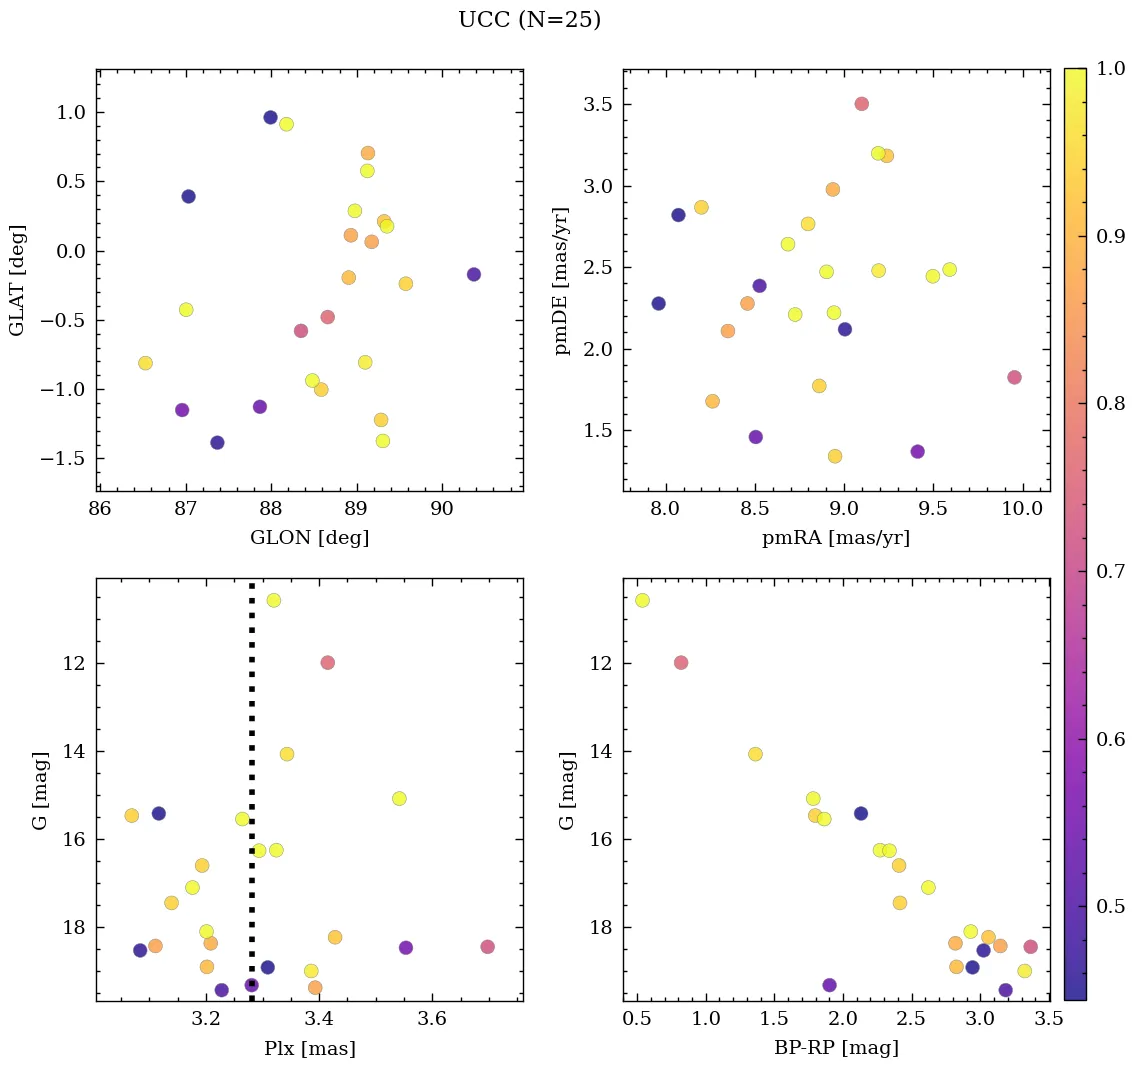 UCC (N=25)
1.0
0.5
0.0
−0.5
−1.0
−1.5
GLAT [deg]
86 87 88 89 90
GLON [deg]
3.5
3.0
2.5
2.0
1.5
pmDE [mas/yr]
8.0 8.5 9.0 9.5 10.0
pmRA [mas/yr]
12
14
16
18
G [mag]
3.2 3.4 3.6
Plx [mas]
12
14
16
18
G [mag]
0.5 1.0 1.5 2.0 2.5 3.0 3.5
BP-RP [mag]
1.0
0.9
0.8
0.7
0.6
0.5